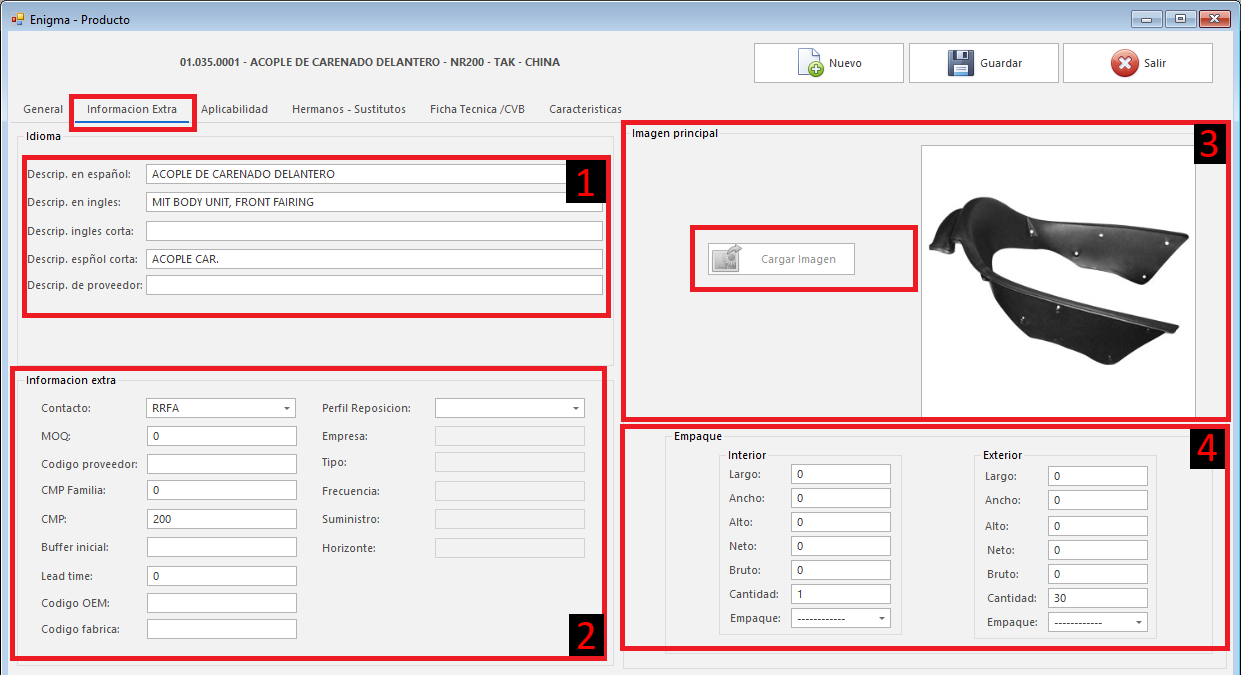 Enigma - Producto
01.035.0001 - ACOPLE DE CARENADO DELANTERO - NR200 - TAK - CHINA
Nuevo
Guardar
Salir
General
Informacion Extra
Aplicabilidad
Hermanos - Sustitutos
Ficha Tecnica /CVB
Caracteristicas
Idioma
1
Descrip. en español: ACOPLE DE CARENADO DELANTERO
Descrip. en ingles: MIT BODY UNIT, FRONT FAIRING
Descrip. ingles corta:
Descrip. espñol corta: ACOPLE CAR.
Descrip. de proveedor:
Imagen principal
3
Cargar Imagen
Informacion extra
Contacto: RRFA
MOQ: 0
Codigo proveedor:
CMP Familia: 0
CMP: 200
Buffer inicial:
Lead time: 0
Codigo OEM:
Codigo fabrica:
Perfil Reposicion:
Empresa:
Tipo:
Frecuencia:
Suministro:
Horizonte:
2
Empaque
4
Interior
Largo: 0
Ancho: 0
Alto: 0
Neto: 0
Bruto: 0
Cantidad: 1
Empaque: ------------
Exterior
Largo: 0
Ancho: 0
Alto: 0
Neto: 0
Bruto: 0
Cantidad: 30
Empaque: ------------